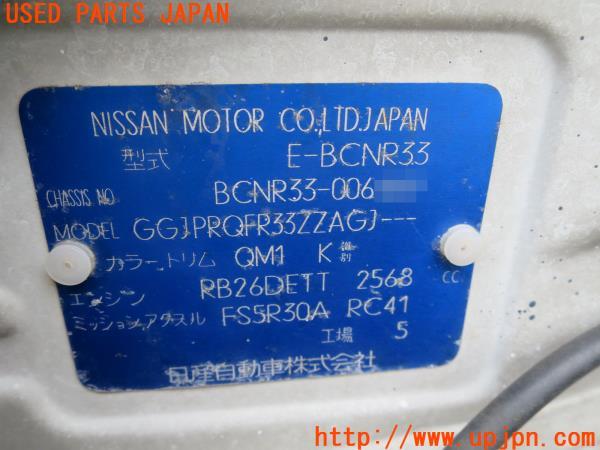 USED PARTS JAPAN
NISSAN MOTOR CO.,LTD.JAPAN
型式 E-BCNR33
CHASSIS NO BCNR33-006
MODEL GGJPRQFR33ZZAGJ---
カラートリム QM1 K 識別
エンジン RB26DETT 2568 CC
ミッションアクスル FS5R30A RC41
工場 5
日産自動車株式会社
http://www.upjpn.com